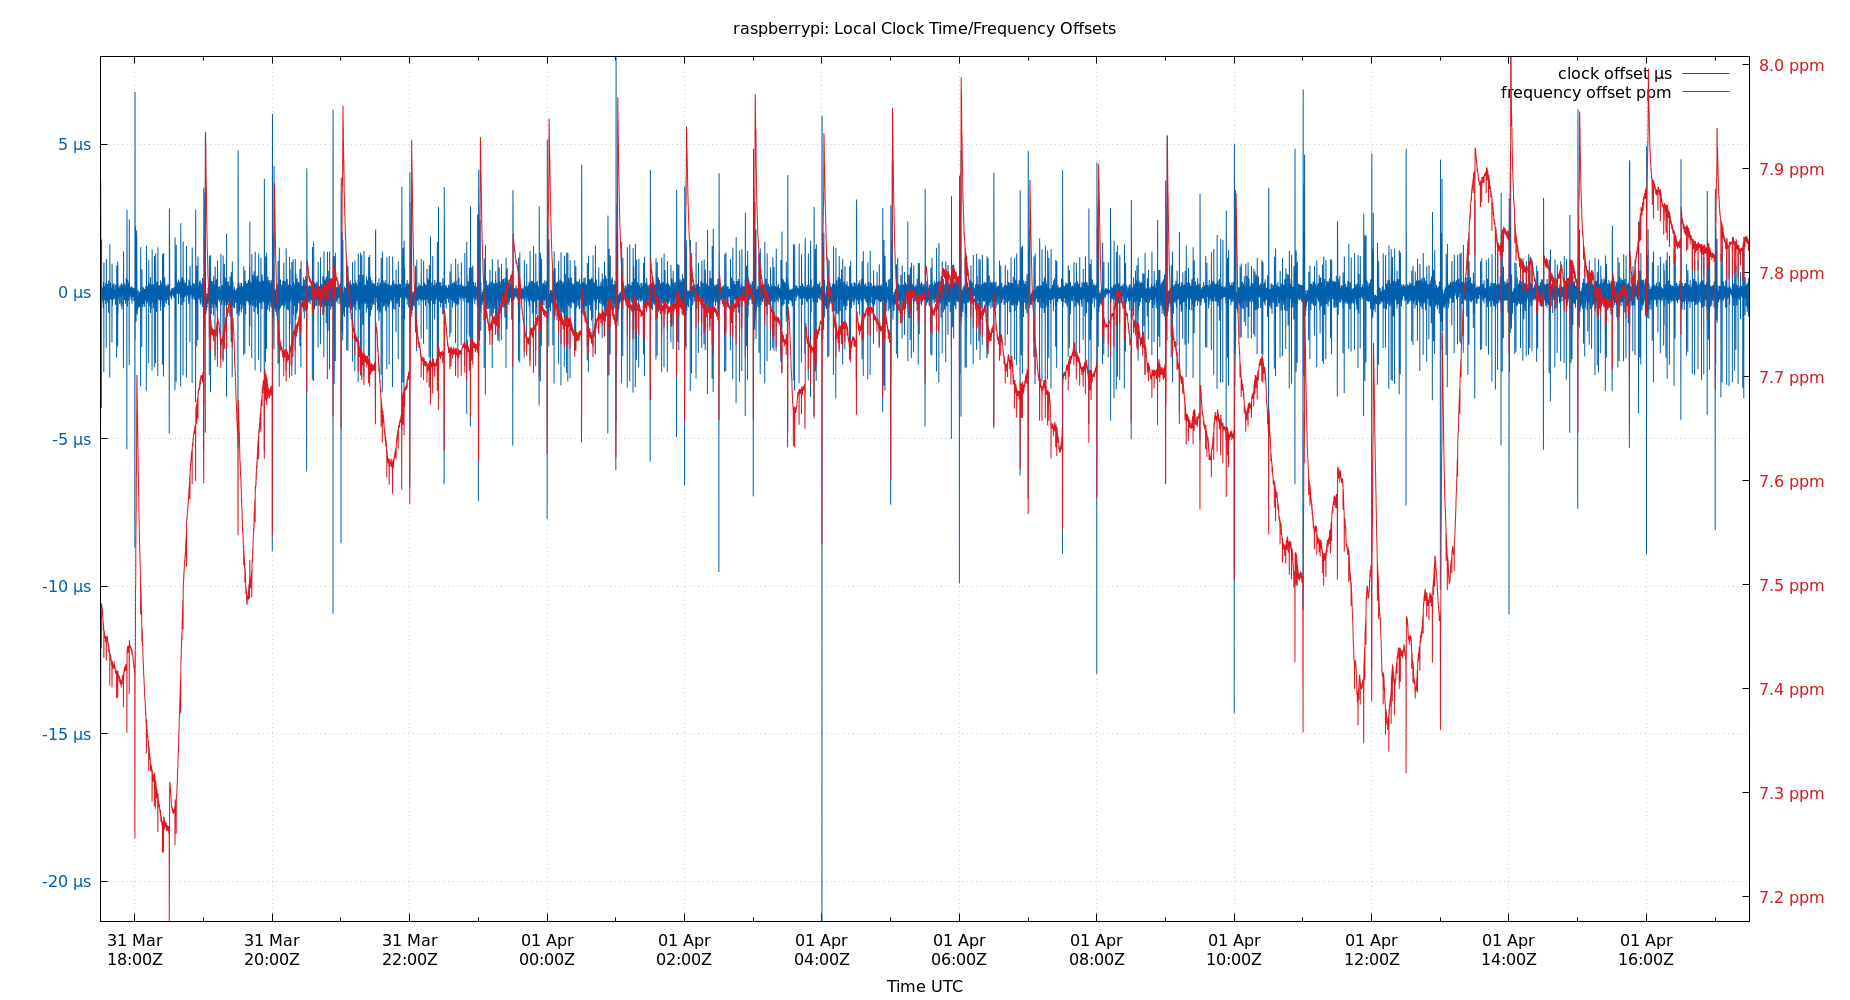 raspberrypi: Local Clock Time/Frequency Offsets
clock offset µs
frequency offset ppm
5 µs
0 µs
-5 µs
-10 µs
-15 µs
-20 µs
8.0 ppm
7.9 ppm
7.8 ppm
7.7 ppm
7.6 ppm
7.5 ppm
7.4 ppm
7.3 ppm
7.2 ppm
31 Mar 31 Mar 31 Mar 01 Apr 01 Apr 01 Apr 01 Apr 01 Apr 01 Apr 01 Apr 01 Apr 01 Apr
18:00Z 20:00Z 22:00Z 00:00Z 02:00Z 04:00Z 06:00Z 08:00Z 10:00Z 12:00Z 14:00Z 16:00Z
Time UTC